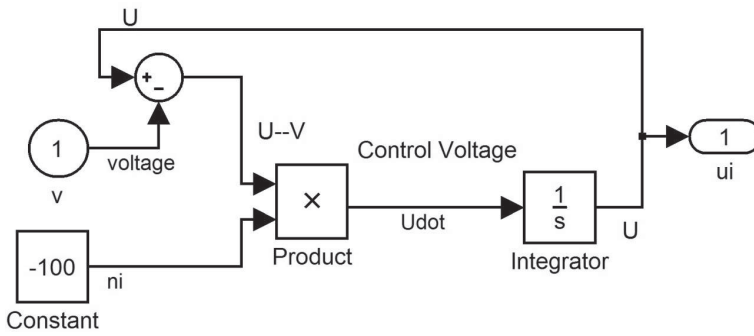 U
+
−
U--V
1
voltage
v
Control Voltage
1
ui
×
Product
Udot
1
s
Integrator
U
-100
ni
Constant